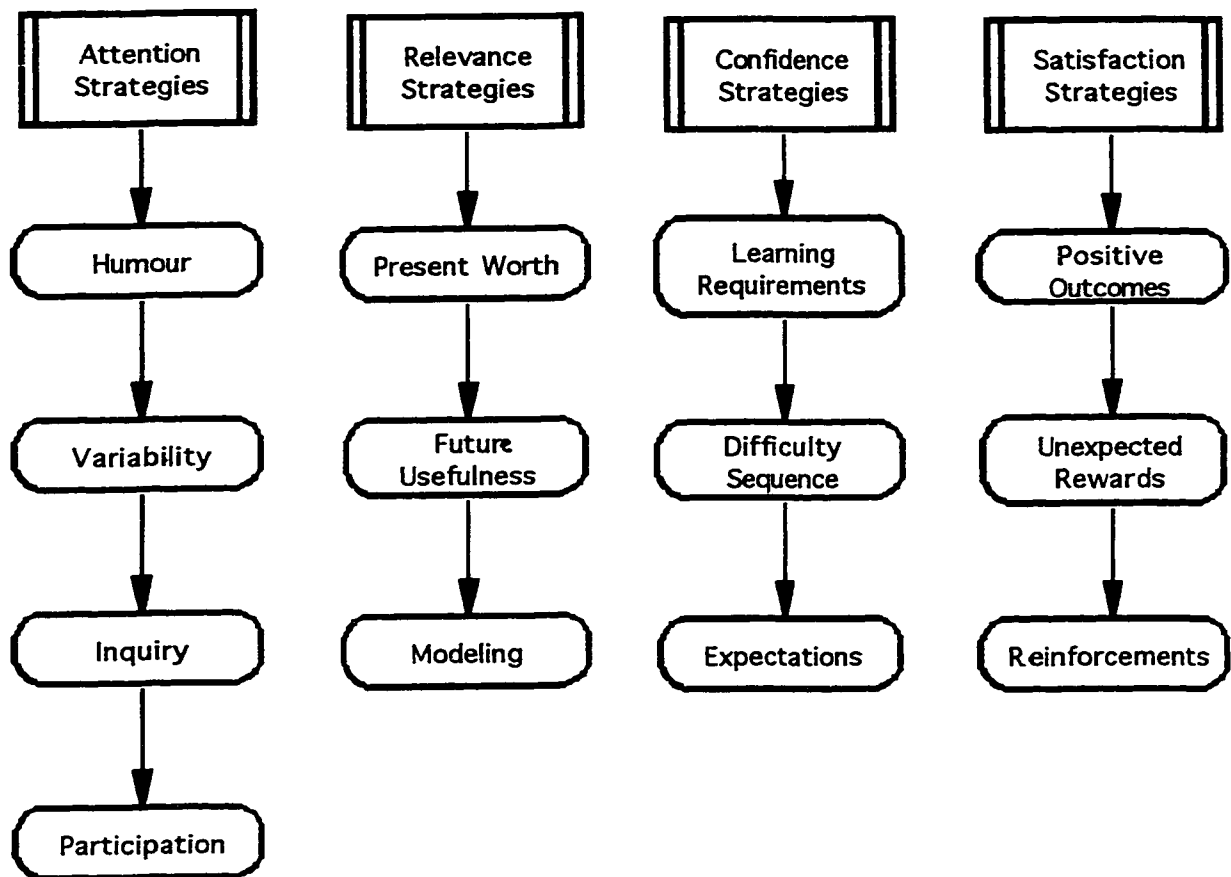 Attention
Strategies
Humour
Variability
Inquiry
Participation
Relevance
Strategies
Present Worth
Future
Usefulness
Modeling
Confidence
Strategies
Learning
Requirements
Difficulty
Sequence
Expectations
Satisfaction
Strategies
Positive
Outcomes
Unexpected
Rewards
Reinforcements